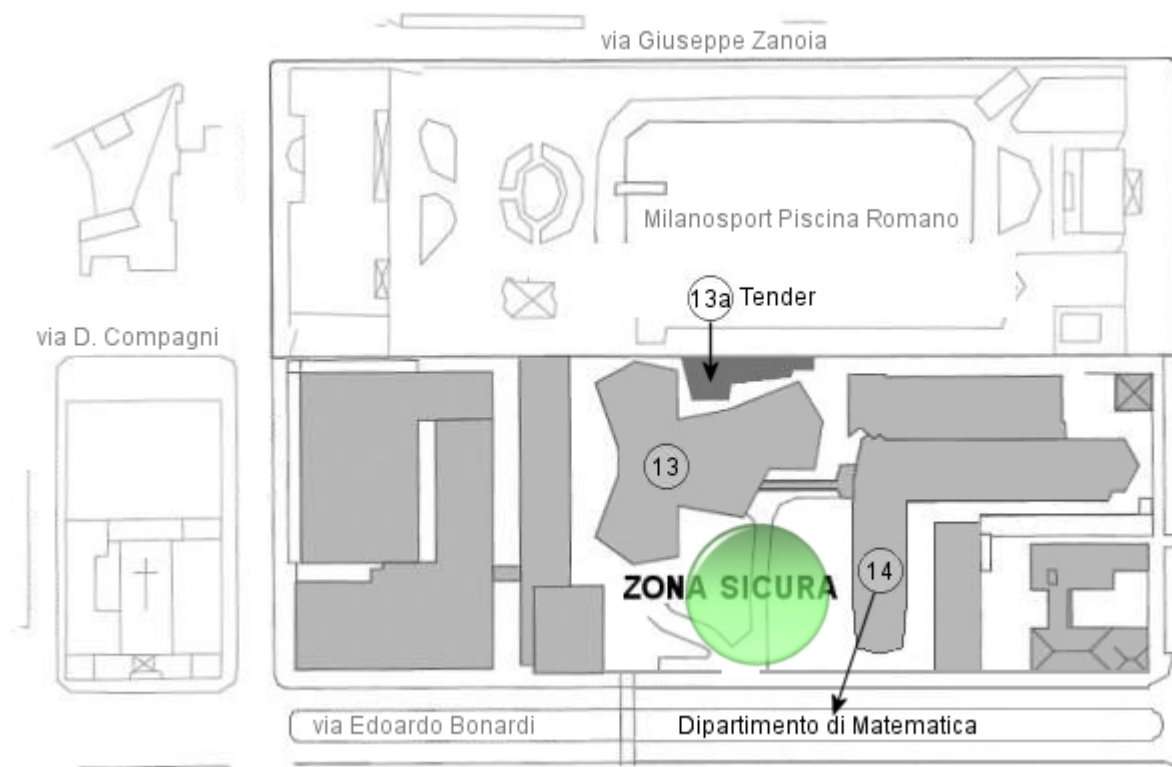 via Giuseppe Zanoia
Milanosport Piscina Romano
13a Tender
via D. Compagni
13
14
ZONA SICURA
via Edoardo Bonardi
Dipartimento di Matematica